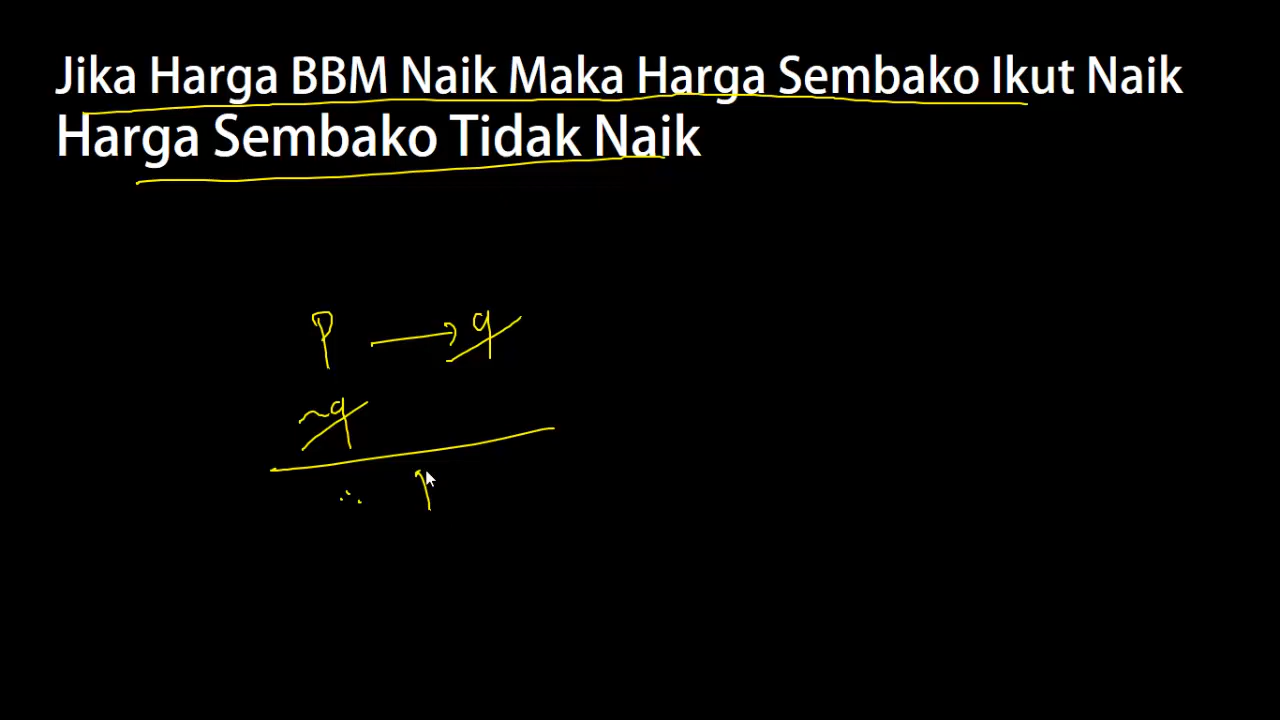 Jika Harga BBM Naik Maka Harga Sembako Ikut Naik
Harga Sembako Tidak Naik
P → q
~q
∴